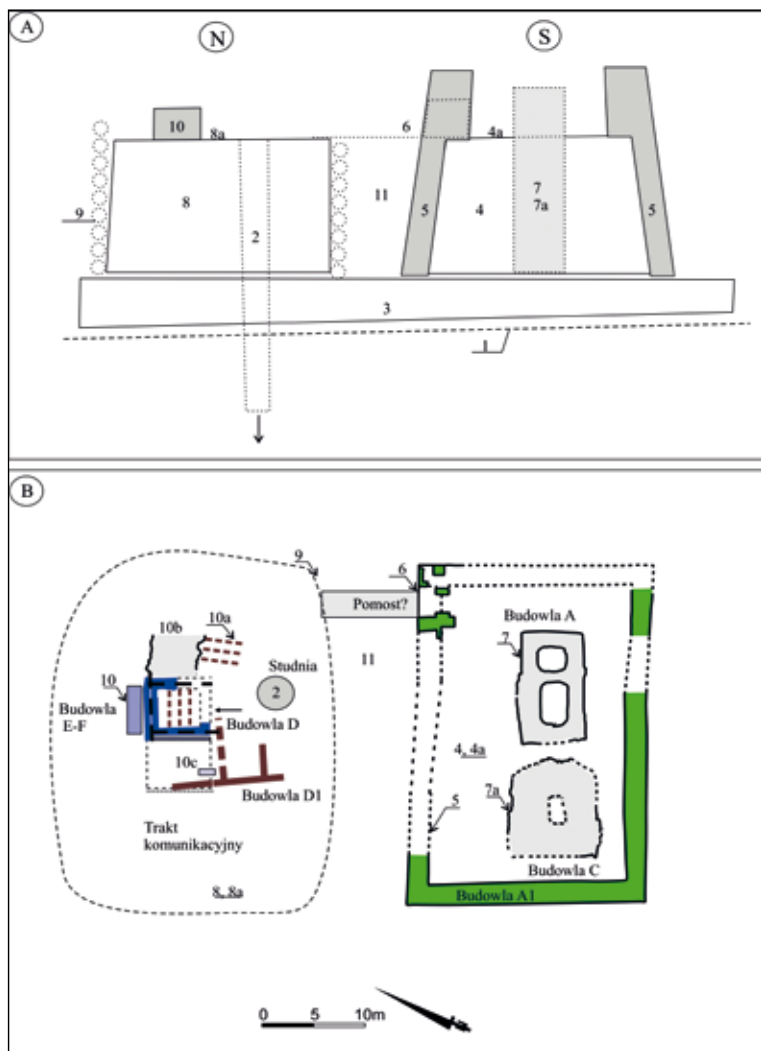 A
N
S
10
8a
6
4a
9
8
2
11
5
4
7
7a
5
3
1
B
9
6
10a
Pomost?
Budowla A
10b
7
Studnia
11
10
2
Budowla
E-F
Budowla D
10c
4, 4a
7a
Budowla D1
5
Trakt
komunikacyjny
Budowla C
8, 8a
Budowla A1
0 5 10m